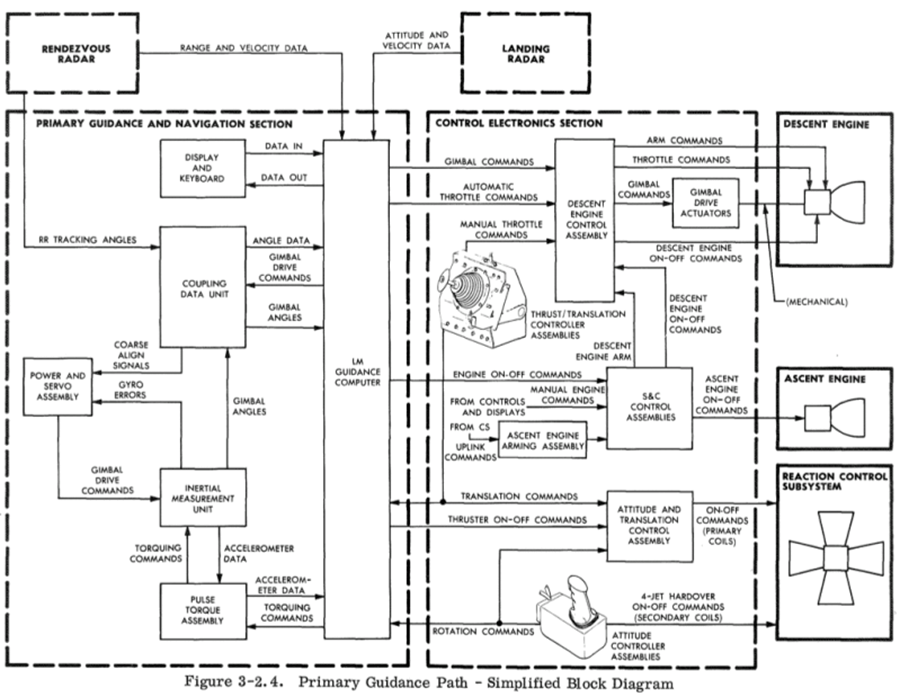 RENDEZVOUS
RADAR
RANGE AND VELOCITY DATA
ATTITUDE AND
VELOCITY DATA
LANDING
RADAR
PRIMARY GUIDANCE AND NAVIGATION SECTION
DISPLAY
AND
KEYBOARD
DATA IN
DATA OUT
RR TRACKING ANGLES
COUPLING
DATA UNIT
ANGLE DATA
GIMBAL
DRIVE
COMMANDS
GIMBAL
ANGLES
COARSE
ALIGN
SIGNALS
POWER AND
SERVO
ASSEMBLY
GYRO
ERRORS
GIMBAL
ANGLES
LM
GUIDANCE
COMPUTER
GIMBAL
DRIVE
COMMANDS
INERTIAL
MEASUREMENT
UNIT
TORQUING
COMMANDS
ACCELEROMETER
DATA
PULSE
TORQUE
ASSEMBLY
ACCELEROM-
ETER DATA
TORQUING
COMMANDS
CONTROL ELECTRONICS SECTION
GIMBAL COMMANDS
AUTOMATIC
THROTTLE COMMANDS
MANUAL THROTTLE
COMMANDS
DESCENT
ENGINE
CONTROL
ASSEMBLY
ARM COMMANDS
THROTTLE COMMANDS
GIMBAL
COMMANDS
GIMBAL
DRIVE
ACTUATORS
DESCENT ENGINE
ON-OFF COMMANDS
DESCENT ENGINE
(MECHANICAL)
THRUST/TRANSLATION
CONTROLLER
ASSEMBLIES
DESCENT
ENGINE ARM
DESCENT
ENGINE
ON-OFF
COMMANDS
ENGINE ON-OFF COMMANDS
MANUAL ENGINE
COMMANDS
FROM CONTROLS
AND DISPLAYS
FROM CS
UPLINK
COMMANDS
ASCENT ENGINE
ARMING ASSEMBLY
S&C
CONTROL
ASSEMBLIES
ASCENT
ENGINE
ON-OFF
COMMANDS
ASCENT ENGINE
TRANSLATION COMMANDS
THRUSTER ON-OFF COMMANDS
ATTITUDE AND
TRANSLATION
CONTROL
ASSEMBLY
ON-OFF
COMMANDS
(PRIMARY
COILS)
REACTION CONTROL
SUBSYSTEM
ROTATION COMMANDS
4-JET HARDOVER
ON-OFF COMMANDS
(SECONDARY COILS)
ATTITUDE
CONTROLLER
ASSEMBLIES
Figure 3-2.4. Primary Guidance Path - Simplified Block Diagram